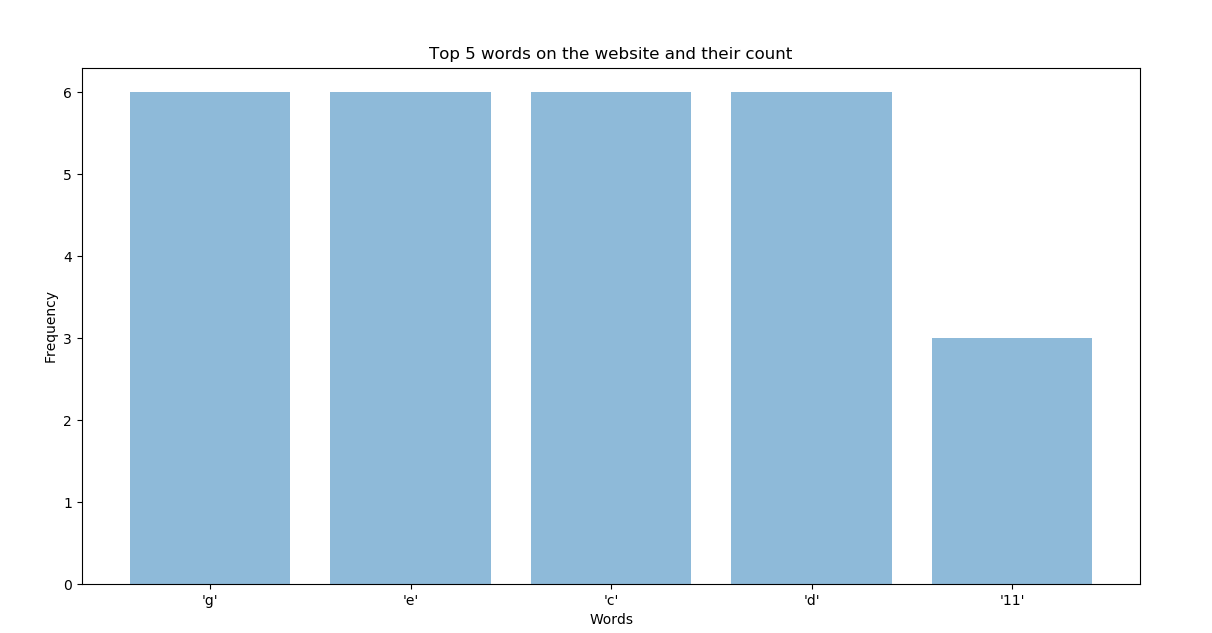 Top 5 words on the website and their count
6
5
4
3
2
1
0
Frequency
'g' 'e' 'c' 'd' '11'
Words